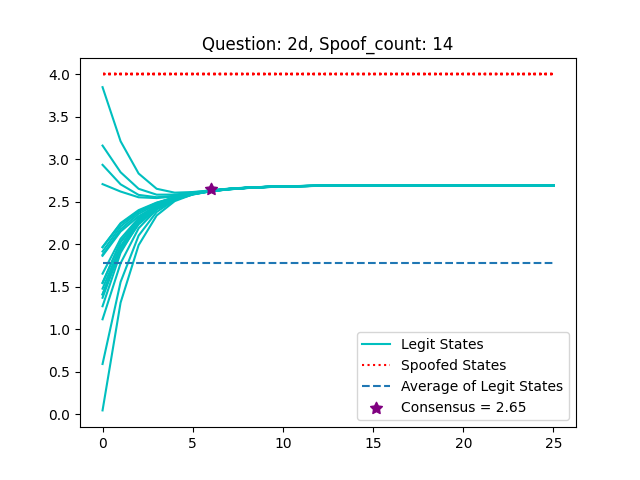 Question: 2d, Spoof_count: 14
4.0
3.5
3.0
2.5
2.0
1.5
1.0
0.5
0.0
0 5 10 15 20 25
Legit States
Spoofed States
Average of Legit States
Consensus = 2.65